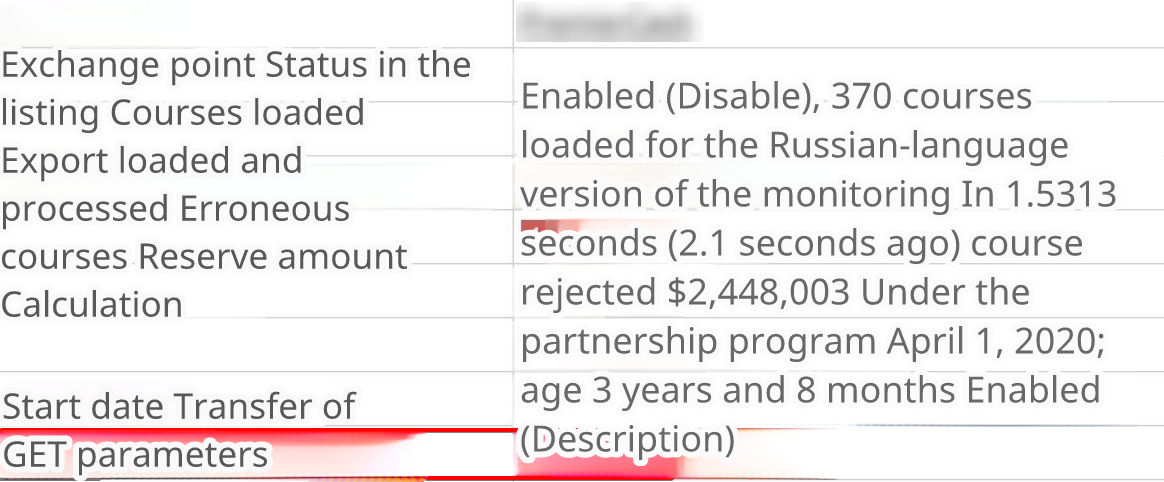 Exchange point Status in the
listing Courses loaded
Export loaded and
processed Erroneous
courses Reserve amount
Calculation
Start date Transfer of
GET parameters
Enabled (Disable), 370 courses
loaded for the Russian-language
version of the monitoring In 1.5313
seconds (2.1 seconds ago) course
rejected $2,448,003 Under the
partnership program April 1, 2020;
age 3 years and 8 months Enabled
(Description)